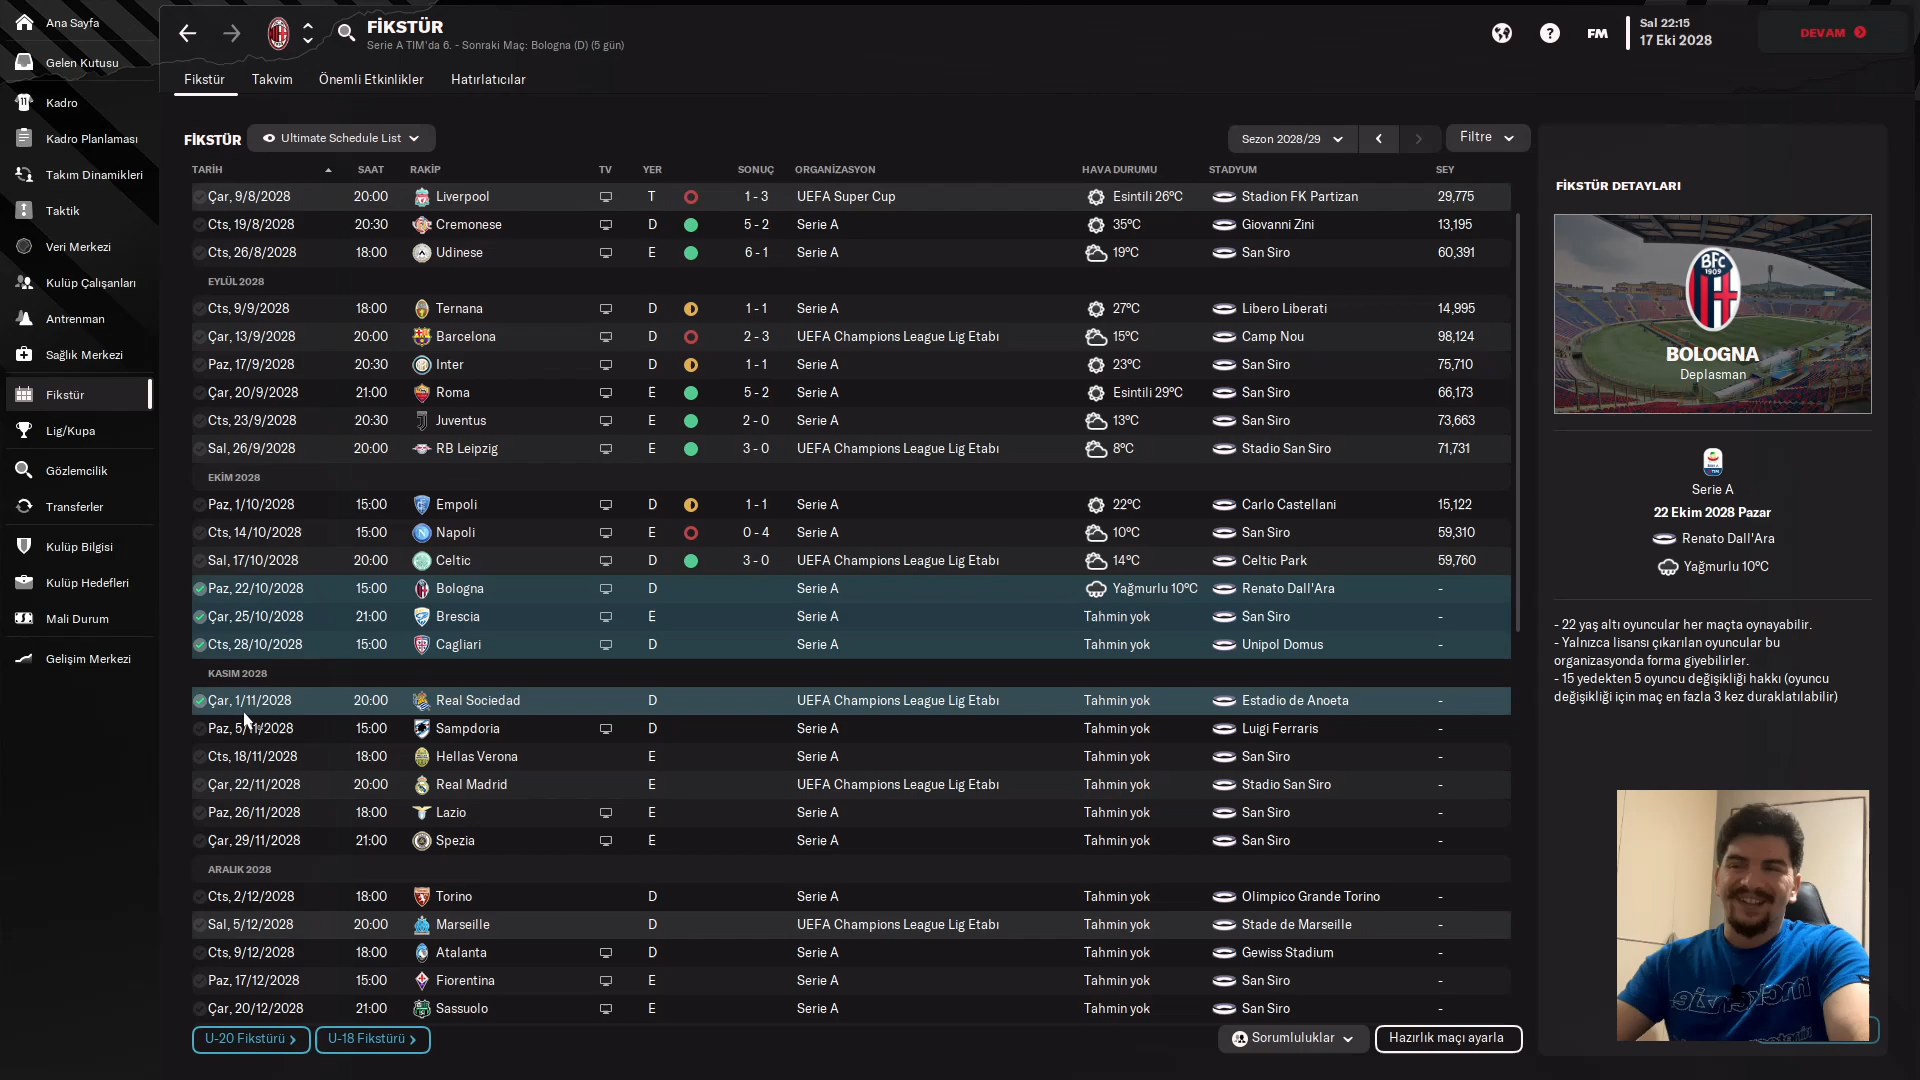 Ana Sayfa
Gelen Kutusu
Kadro
Kadro Planlaması
Takım Dinamikleri
Taktik
Veri Merkezi
Kulüp Çalışanları
Antrenman
Sağlık Merkezi
Fikstür
Lig/Kupa
Gözlemcilik
Transferler
Kulüp Bilgisi
Kulüp Hedefleri
Mali Durum
Gelişim Merkezi
FİKSTÜR
Serie A TIM'da 6. - Sonraki Maç: Bologna (D) (5 gün)
FM
Sal 22:15
17 Eki 2028
DEVAM
Fikstür Takvim Önemli Etkinlikler Hatırlatıcılar
FİKSTÜR Ultimate Schedule List Sezon 2028/29 Filtre
TARİH SAAT RAKİP TV YER SONUÇ ORGANİZASYON HAVA DURUMU STADYUM SEY
Çar, 9/8/2028 20:00 Liverpool T 1 - 3 UEFA Super Cup Esintili 26ºC Stadion FK Partizan 29,775
Cts, 19/8/2028 20:30 Cremonese D 5 - 2 Serie A 35ºC Giovanni Zini 13,195
Cts, 26/8/2028 18:00 Udinese E 6 - 1 Serie A 19ºC San Siro 60,391
EYLÜL 2028
Cts, 9/9/2028 18:00 Ternana D 1 - 1 Serie A 27ºC Libero Liberati 14,995
Çar, 13/9/2028 20:00 Barcelona D 2 - 3 UEFA Champions League Lig Etabı 15ºC Camp Nou 98,124
Paz, 17/9/2028 20:30 Inter D 1 - 1 Serie A 23ºC San Siro 75,710
Çar, 20/9/2028 21:00 Roma E 5 - 2 Serie A Esintili 29ºC San Siro 66,173
Cts, 23/9/2028 20:30 Juventus E 2 - 0 Serie A 13ºC San Siro 73,663
Sal, 26/9/2028 20:00 RB Leipzig E 3 - 0 UEFA Champions League Lig Etabı 8ºC Stadio San Siro 71,731
EKİM 2028
Paz, 1/10/2028 15:00 Empoli D 1 - 1 Serie A 22ºC Carlo Castellani 15,122
Cts, 14/10/2028 15:00 Napoli E 0 - 4 Serie A 10ºC San Siro 59,310
Sal, 17/10/2028 20:00 Celtic D 3 - 0 UEFA Champions League Lig Etabı 14ºC Celtic Park 59,760
Paz, 22/10/2028 15:00 Bologna D Serie A Yağmurlu 10ºC Renato Dall'Ara -
Çar, 25/10/2028 21:00 Brescia E Serie A Tahmin yok San Siro -
Cts, 28/10/2028 15:00 Cagliari D Serie A Tahmin yok Unipol Domus -
KASIM 2028
Çar, 1/11/2028 20:00 Real Sociedad D UEFA Champions League Lig Etabı Tahmin yok Estadio de Anoeta -
Paz, 5/11/2028 15:00 Sampdoria D Serie A Tahmin yok Luigi Ferraris -
Cts, 18/11/2028 18:00 Hellas Verona E Serie A Tahmin yok San Siro -
Çar, 22/11/2028 20:00 Real Madrid E UEFA Champions League Lig Etabı Tahmin yok Stadio San Siro -
Paz, 26/11/2028 18:00 Lazio E Serie A Tahmin yok San Siro -
Çar, 29/11/2028 21:00 Spezia E Serie A Tahmin yok San Siro -
ARALIK 2028
Cts, 2/12/2028 18:00 Torino D Serie A Tahmin yok Olimpico Grande Torino -
Sal, 5/12/2028 20:00 Marseille D UEFA Champions League Lig Etabı Tahmin yok Stade de Marseille -
Cts, 9/12/2028 18:00 Atalanta D Serie A Tahmin yok Gewiss Stadium -
Paz, 17/12/2028 15:00 Fiorentina E Serie A Tahmin yok San Siro -
Çar, 20/12/2028 21:00 Sassuolo E Serie A Tahmin yok San Siro -
U-20 Fikstürü U-18 Fikstürü Sorumluluklar Hazırlık maçı ayarla
FİKSTÜR DETAYLARI
BFC
1909
BOLOGNA
Deplasman
Serie A
22 Ekim 2028 Pazar
Renato Dall'Ara
Yağmurlu 10ºC
- 22 yaş altı oyuncular her maçta oynayabilir.
- Yalnızca lisansı çıkarılan oyuncular bu
organizasyonda forma giyebilirler.
- 15 yedekten 5 oyuncu değişikliği hakkı (oyuncu
değişikliği için maç en fazla 3 kez duraklatılabilir)